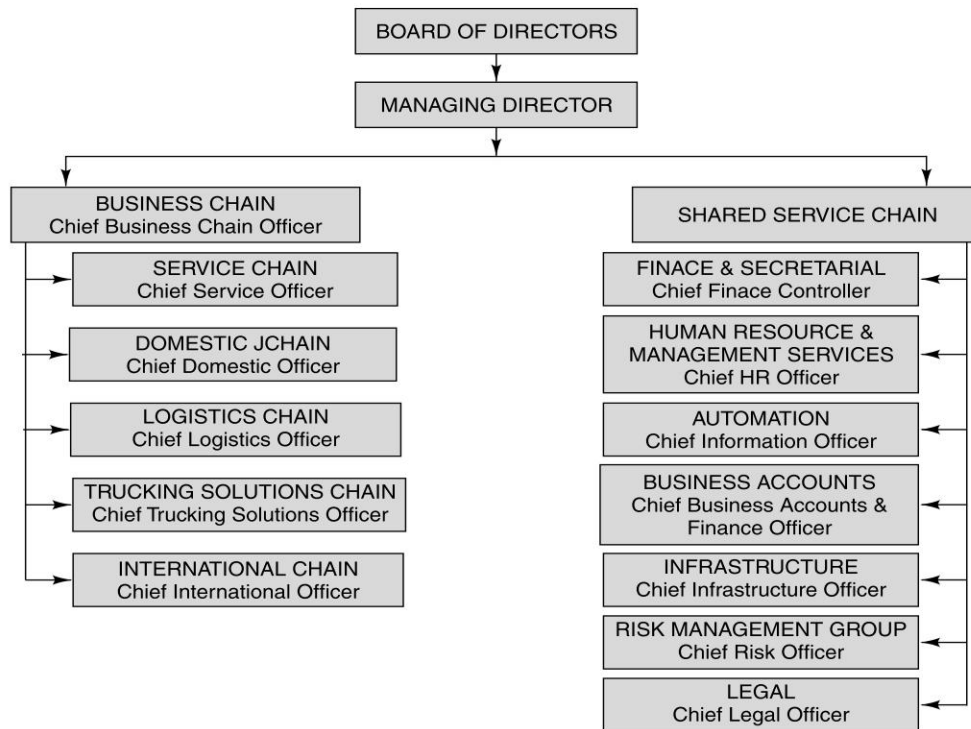 BOARD OF DIRECTORS
MANAGING DIRECTOR
BUSINESS CHAIN
Chief Business Chain Officer
SERVICE CHAIN
Chief Service Officer
DOMESTIC JCHAIN
Chief Domestic Officer
LOGISTICS CHAIN
Chief Logistics Officer
TRUCKING SOLUTIONS CHAIN
Chief Trucking Solutions Officer
INTERNATIONAL CHAIN
Chief International Officer
SHARED SERVICE CHAIN
FINACE & SECRETARIAL
Chief Finace Controller
HUMAN RESOURCE &
MANAGEMENT SERVICES
Chief HR Officer
AUTOMATION
Chief Information Officer
BUSINESS ACCOUNTS
Chief Business Accounts &
Finance Officer
INFRASTRUCTURE
Chief Infrastructure Officer
RISK MANAGEMENT GROUP
Chief Risk Officer
LEGAL
Chief Legal Officer